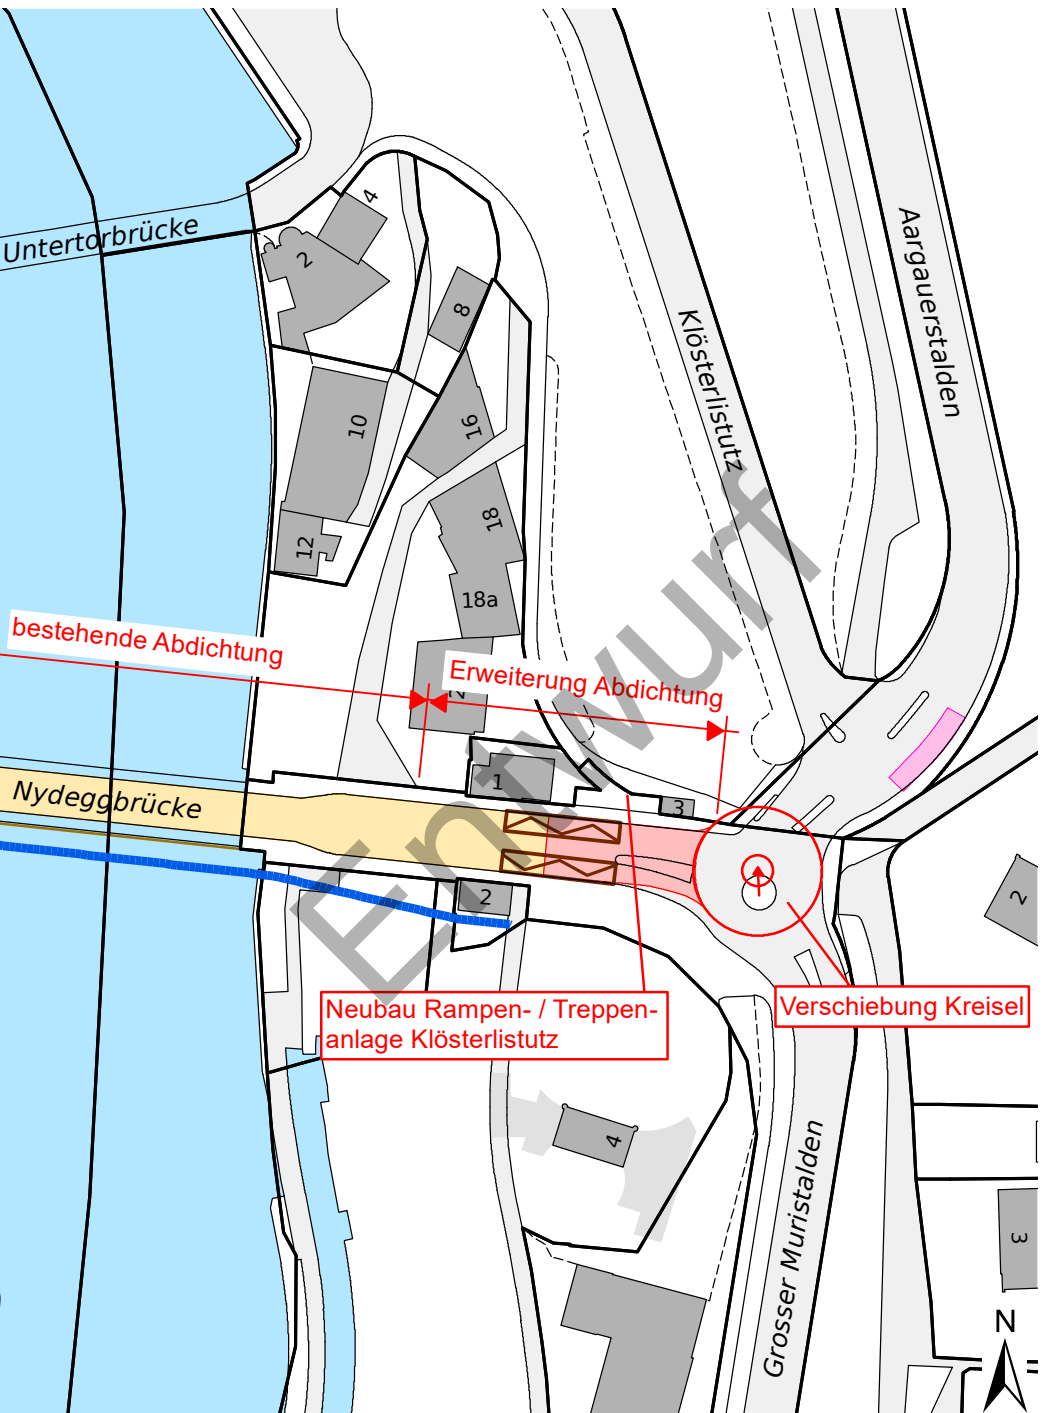 4
2
Untertorbrücke
8
Aargauerstalden
Klösterlistutz
10
16
18
12
18a
bestehende Abdichtung
Erweiterung Abdichtung
2
Entwurf
1
3
Nydeggbrücke
2
2
Neubau Rampen- / Treppen-
anlage Klösterlistutz
Verschiebung Kreisel
4
Grosser Muristalden
3
N